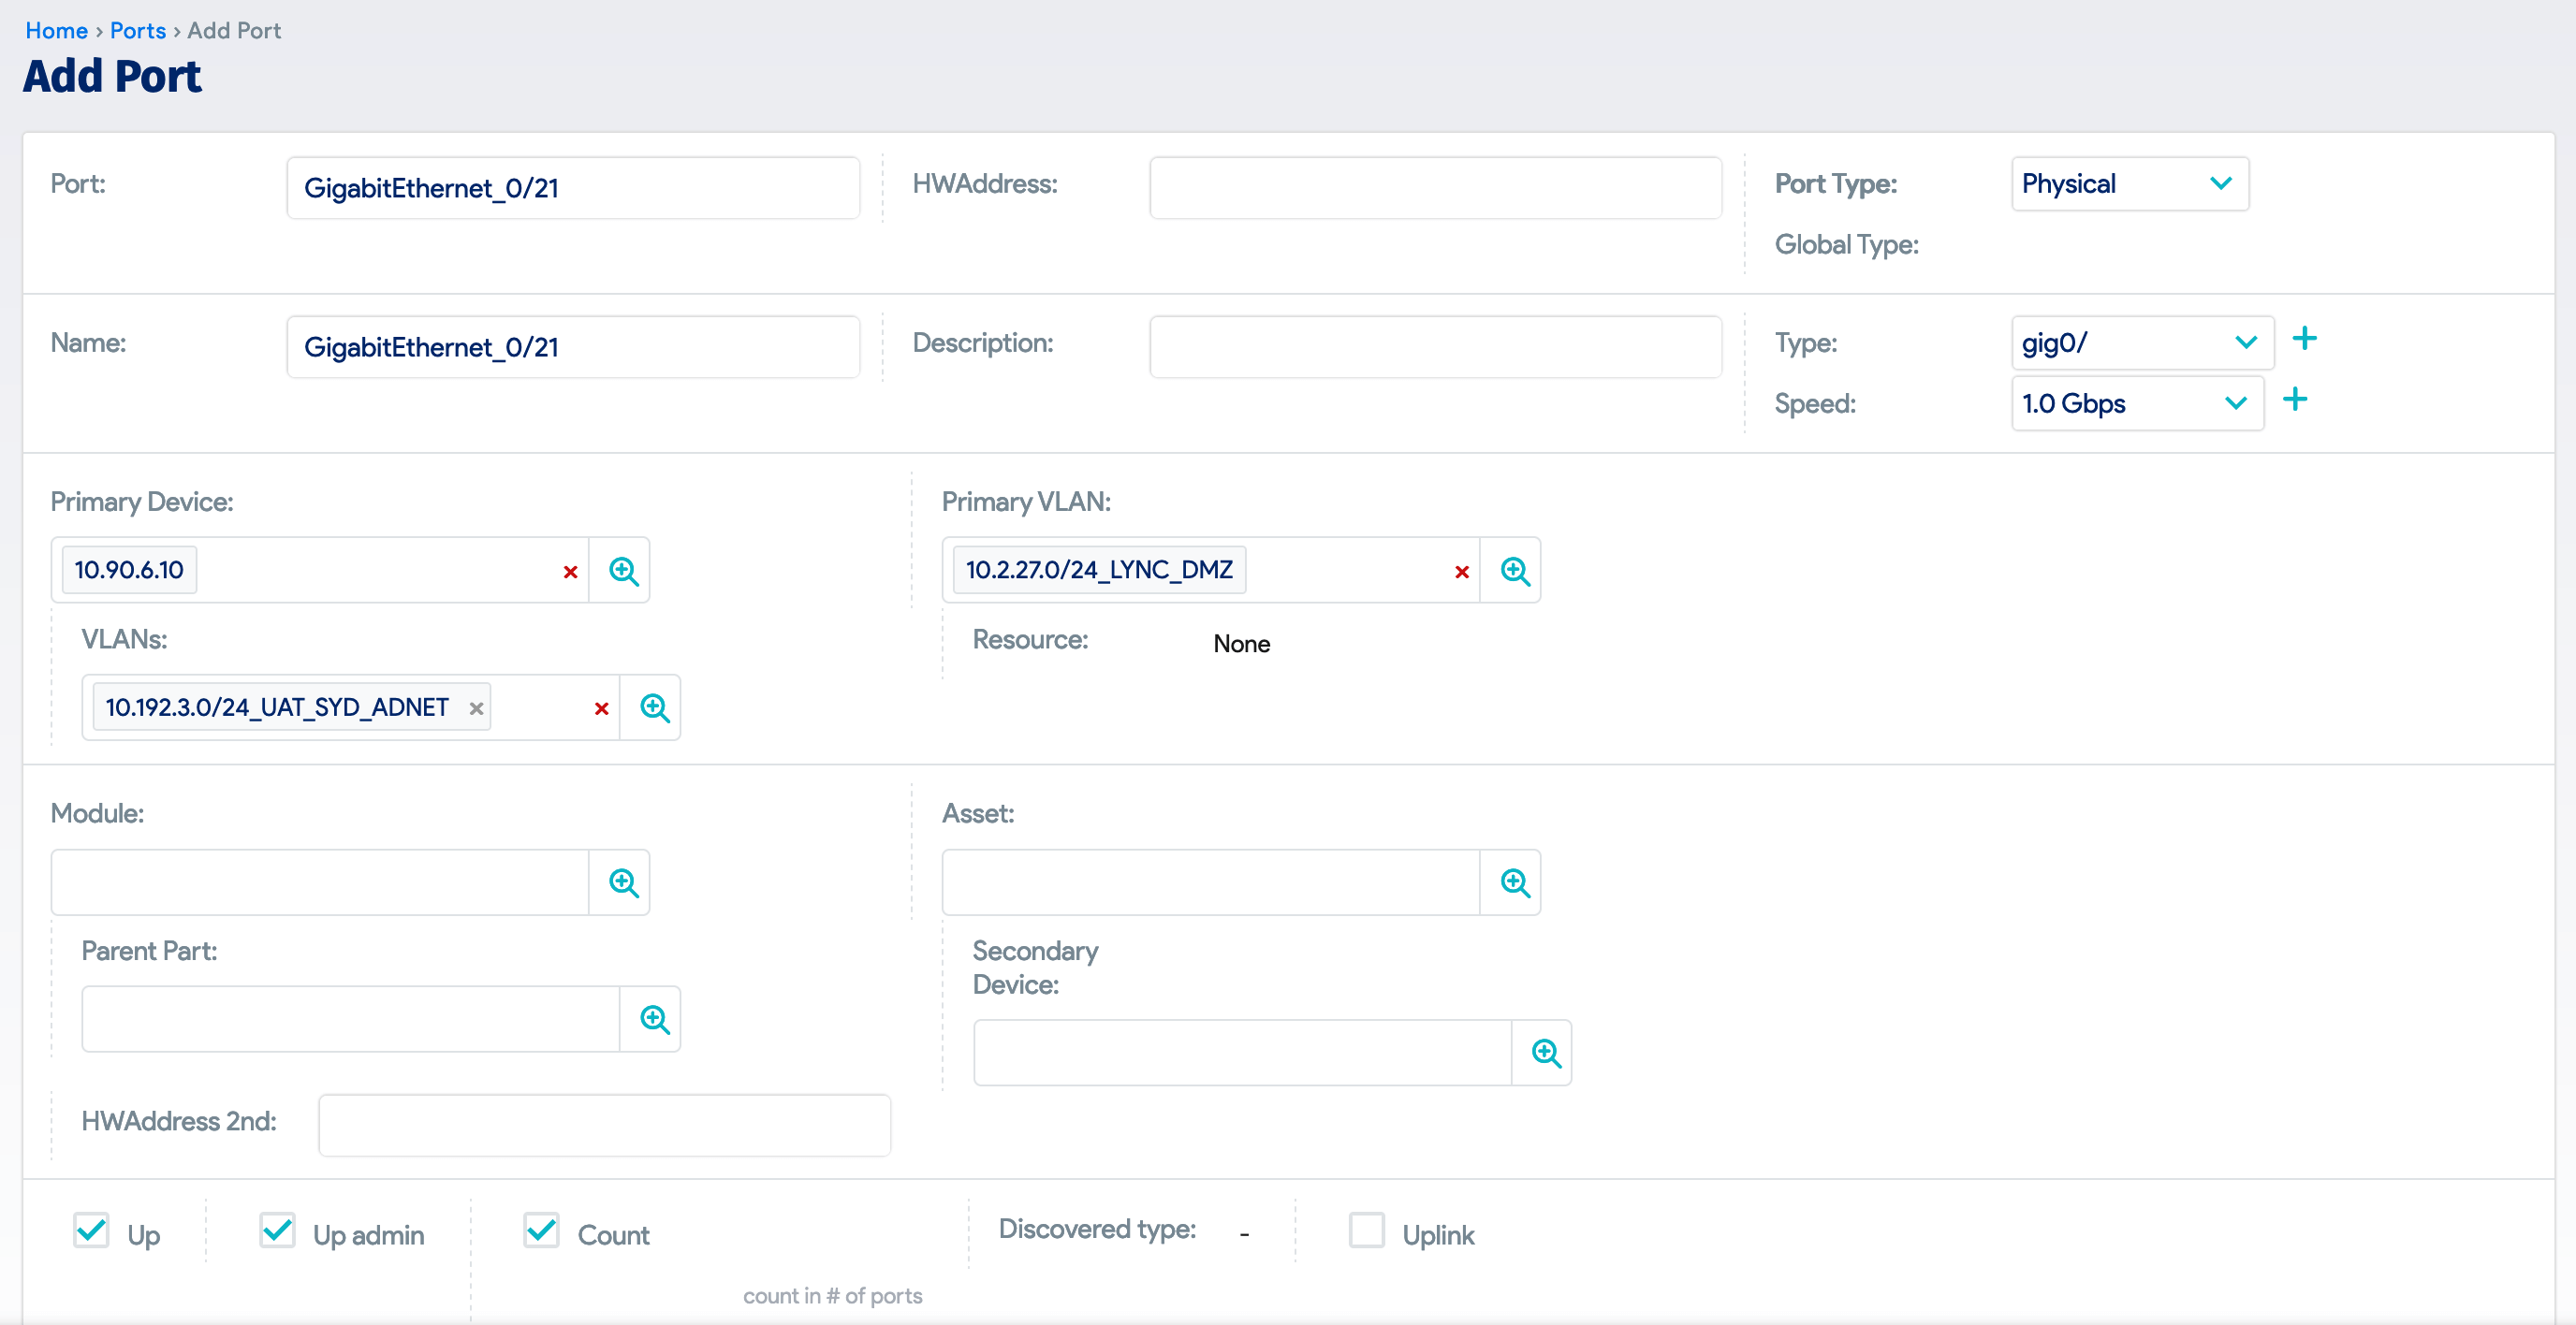 Home › Ports › Add Port
Add Port
Port: GigabitEthernet_0/21 HWAddress: Port Type: Physical
Global Type:
Name: GigabitEthernet_0/21 Description: Type: gig0/
Speed: 1.0 Gbps
Primary Device: Primary VLAN:
10.90.6.10 10.2.27.0/24_LYNC_DMZ
VLANs: Resource: None
10.192.3.0/24_UAT_SYD_ADNET
Module: Asset:
Parent Part: Secondary
Device:
HWAddress 2nd:
Up Up admin Count Discovered type: - Uplink
count in # of ports